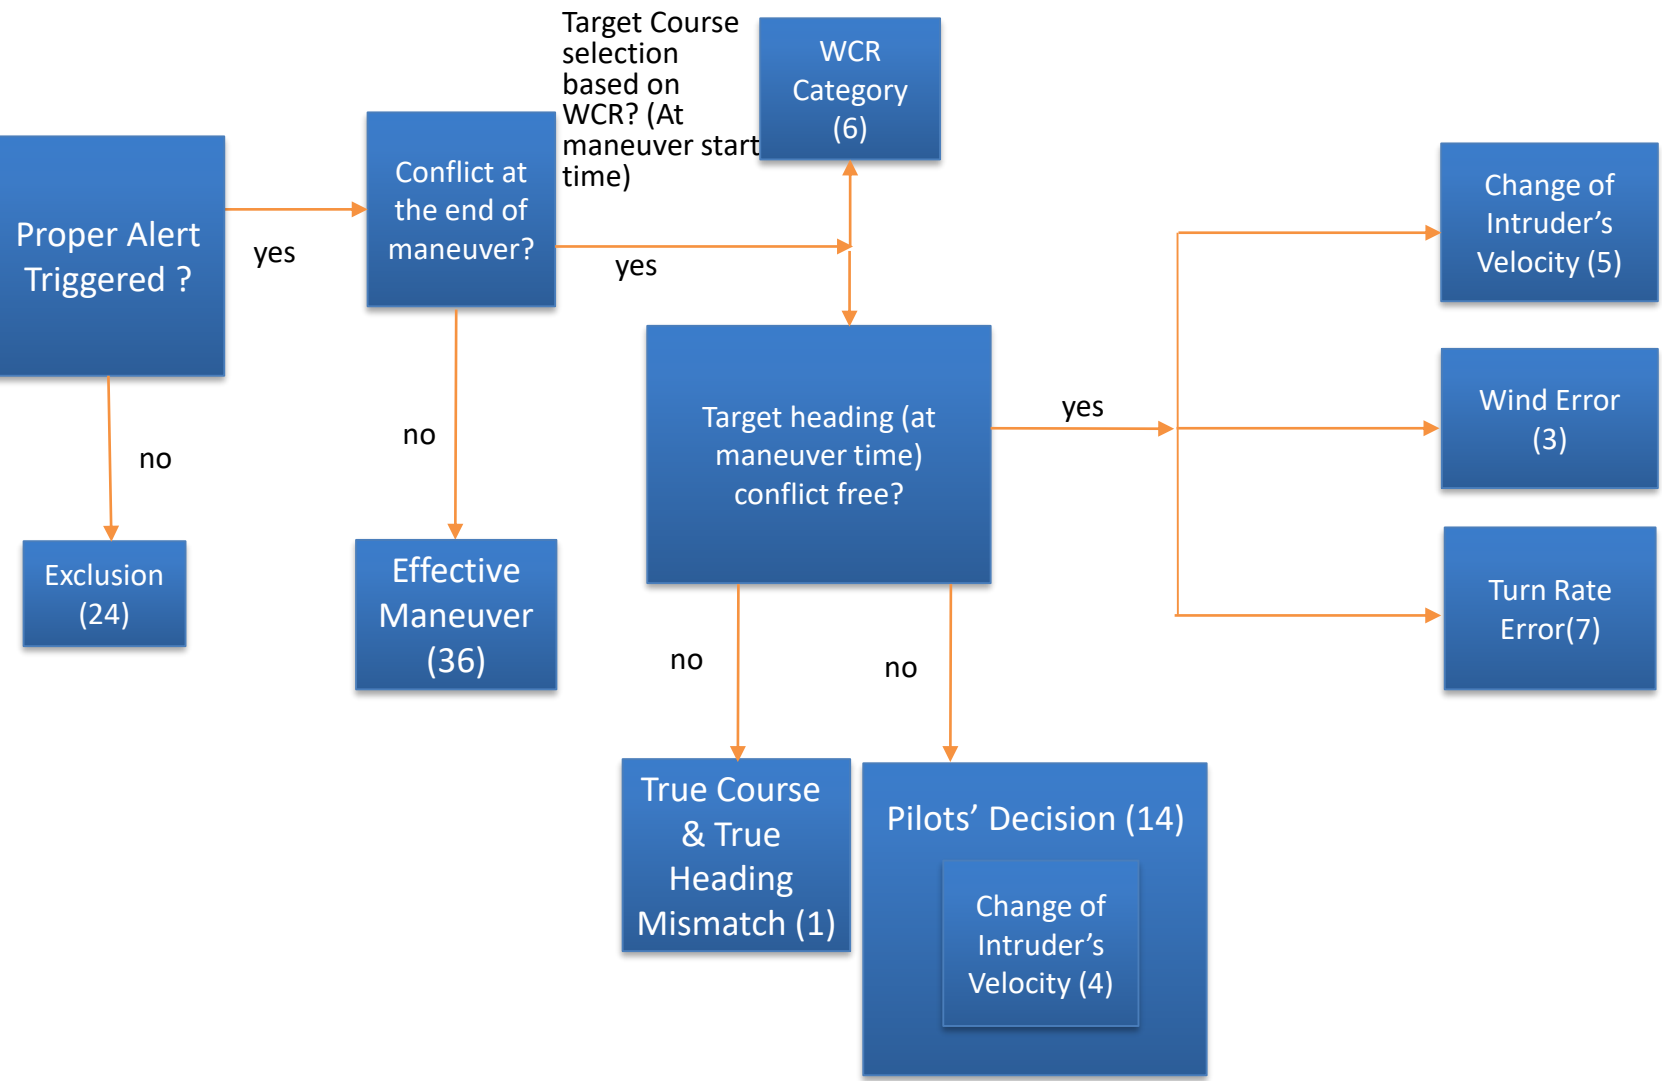 Target Course
selection
based on
WCR? (At
maneuver start
time)
WCR
Category
(6)
Proper Alert
Triggered ?
yes
Conflict at
the end of
maneuver?
yes
Change of
Intruder’s
Velocity (5)
no
no
Target heading (at
maneuver time)
conflict free?
yes
Wind Error
(3)
Exclusion
(24)
Effective
Maneuver
(36)
Turn Rate
Error(7)
no
no
True Course
& True
Heading
Mismatch (1)
Pilots’ Decision (14)
Change of
Intruder’s
Velocity (4)